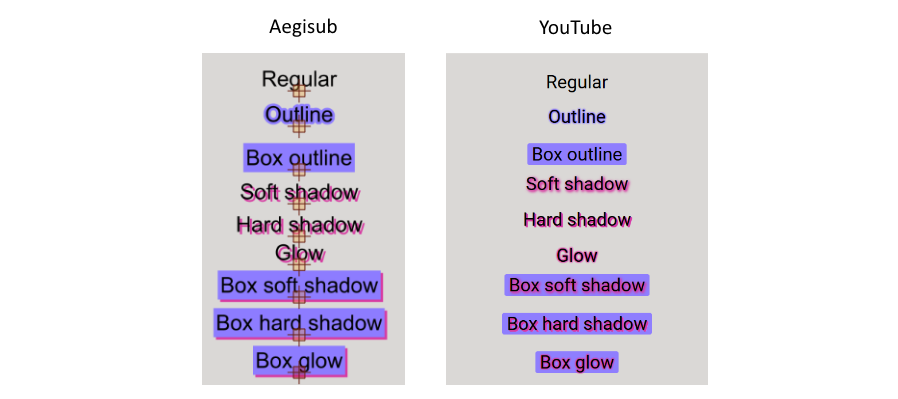 Aegisub
Regular
Outline
Box outline
Soft shadow
Hard shadow
Glow
Box soft shadow
Box hard shadow
Box glow
YouTube
Regular
Outline
Box outline
Soft shadow
Hard shadow
Glow
Box soft shadow
Box hard shadow
Box glow